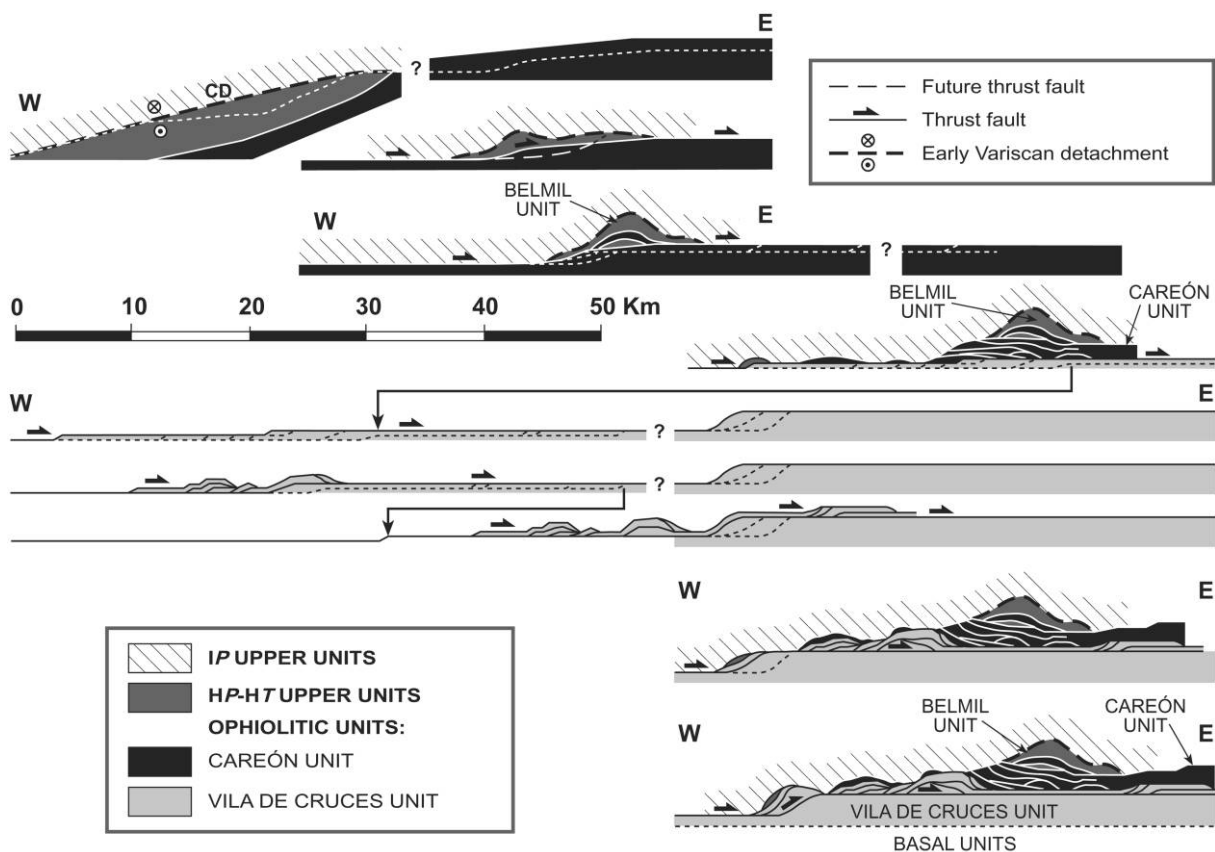 E
?
CD
W
Future thrust fault
Thrust fault
Early Variscan detachment
BELMIL
UNIT
W
E
?
0 10 20 30 40 50 Km
BELMIL
UNIT
CAREÓN
UNIT
W
E
?
?
W
E
IP UPPER UNITS
HP-HT UPPER UNITS
OPHIOLITIC UNITS:
CAREÓN UNIT
VILA DE CRUCES UNIT
W
BELMIL
UNIT
CAREÓN
UNIT
E
VILA DE CRUCES UNIT
BASAL UNITS